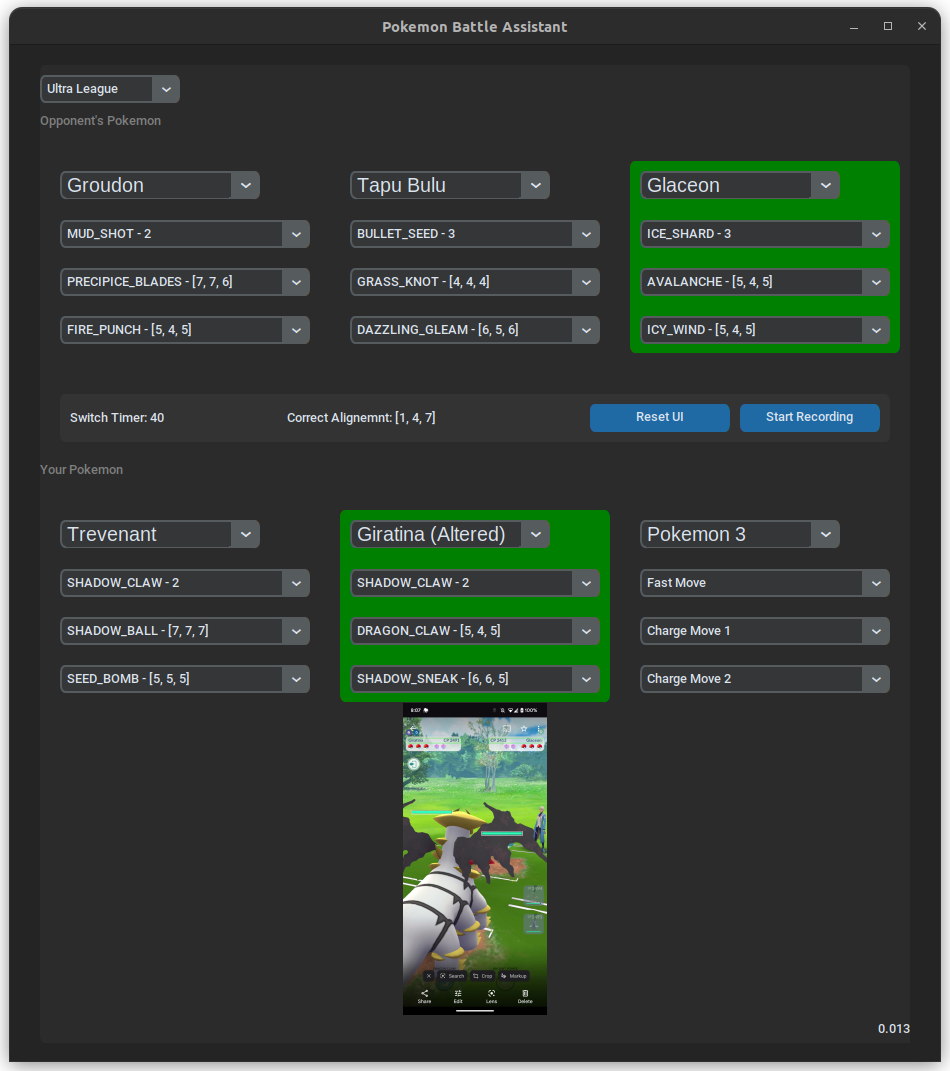 Pokemon Battle Assistant
Ultra League
Opponent's Pokemon
Groudon
Tapu Bulu
Glaceon
MUD_SHOT - 2
BULLET_SEED - 3
ICE_SHARD - 3
PRECIPICE_BLADES - [7, 7, 6]
GRASS_KNOT - [4, 4, 4]
AVALANCHE - [5, 4, 5]
FIRE_PUNCH - [5, 4, 5]
DAZZLING_GLEAM - [6, 5, 6]
ICY_WIND - [5, 4, 5]
Switch Timer: 40
Correct Alignemnt: [1, 4, 7]
Reset UI
Start Recording
Your Pokemon
Trevenant
Giratina (Altered)
Pokemon 3
SHADOW_CLAW - 2
SHADOW_CLAW - 2
Fast Move
SHADOW_BALL - [7, 7, 7]
DRAGON_CLAW - [5, 4, 5]
Charge Move 1
SEED_BOMB - [5, 5, 5]
SHADOW_SNEAK - [6, 6, 5]
Charge Move 2
8:07
100%
Giratina
Glaceon
Search
Crop
Markup
Share
Edit
Lens
Delete
0.013